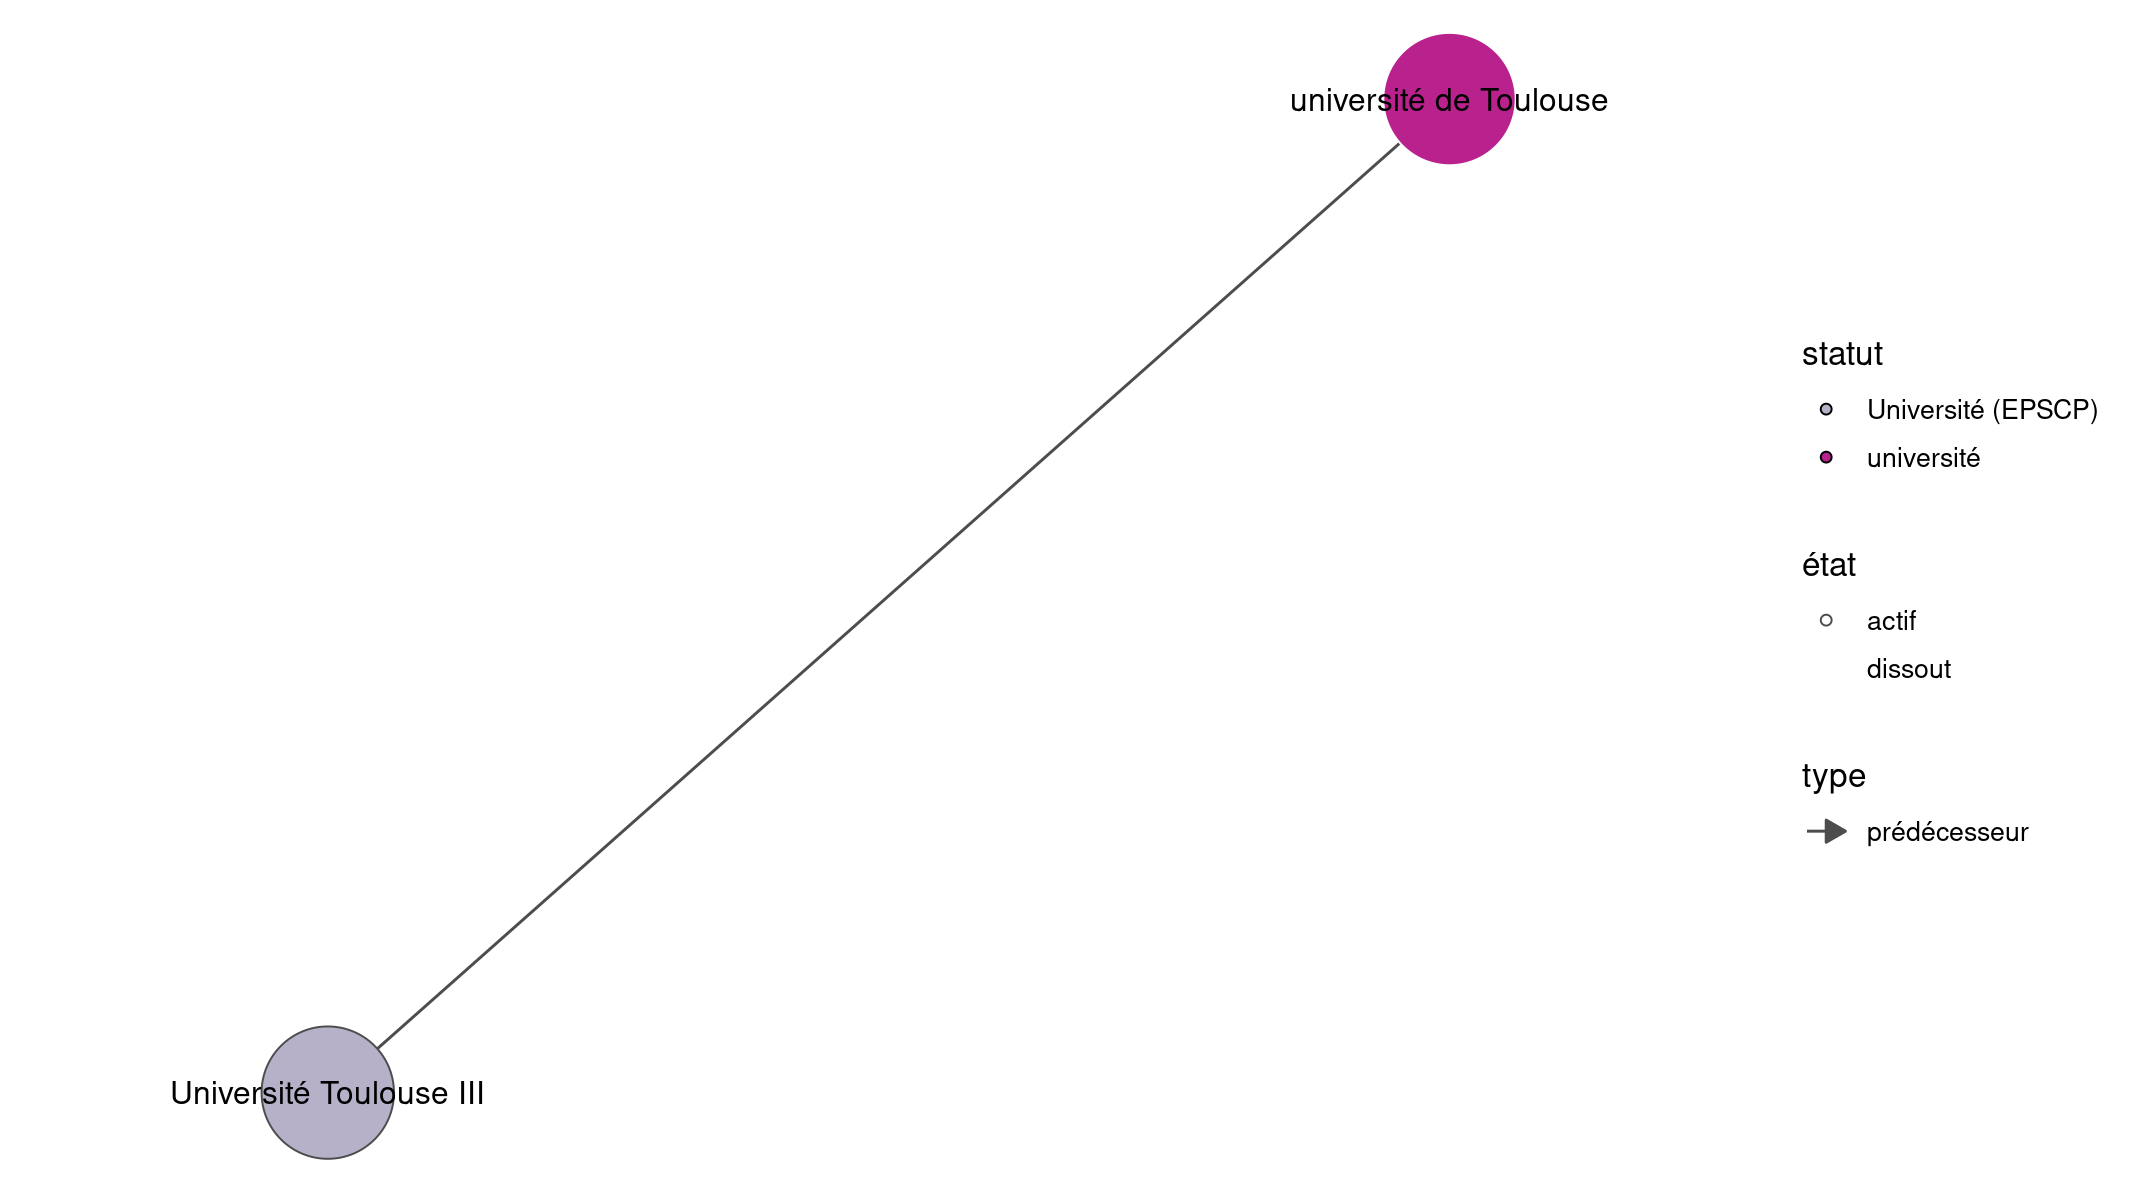 université de Toulouse
statut
Université (EPSCP)
université
état
actif
dissout
type
prédécesseur
Université Toulouse III